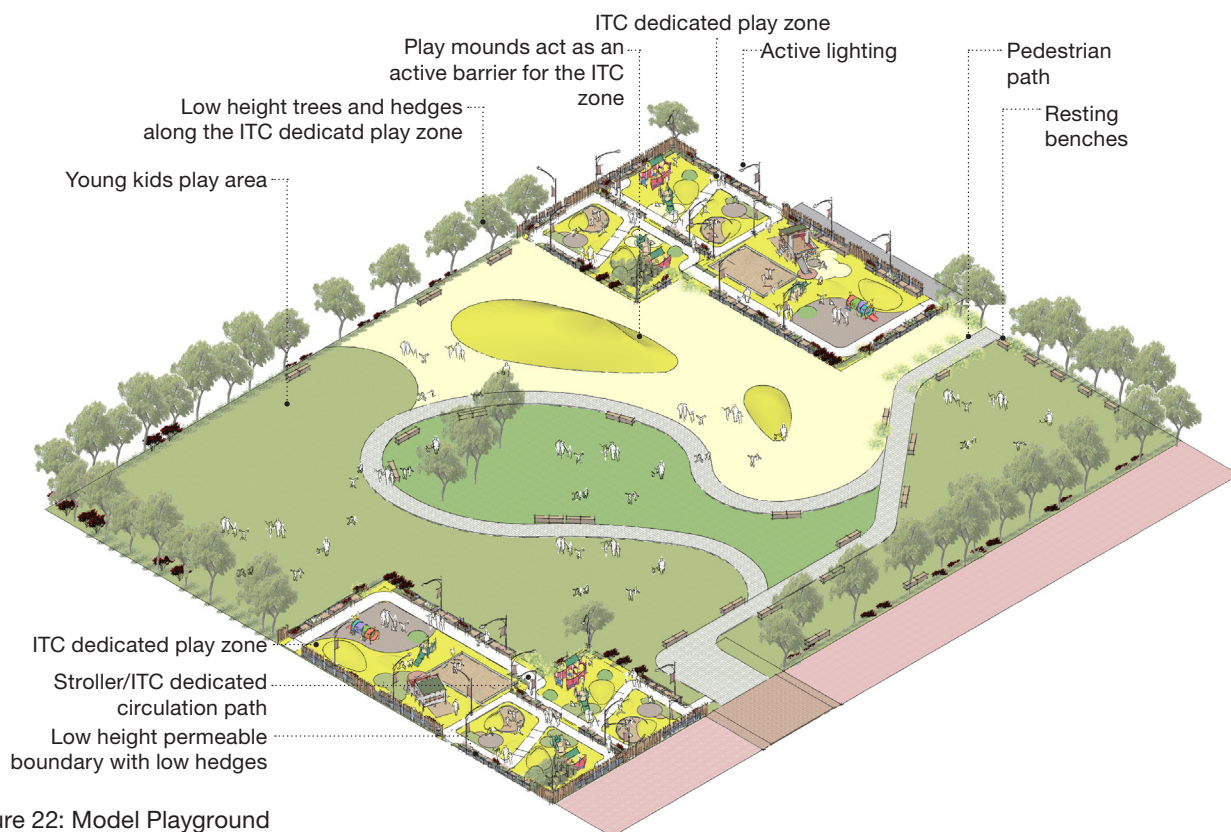 ITC dedicated play zone
Play mounds act as an
active barrier for the ITC
zone
Active lighting
Pedestrian
path
Low height trees and hedges
along the ITC dedicatd play zone
Resting
benches
Young kids play area
ITC dedicated play zone
Stroller/ITC dedicated
circulation path
Low height permeable
boundary with low hedges
ure 22: Model Playground